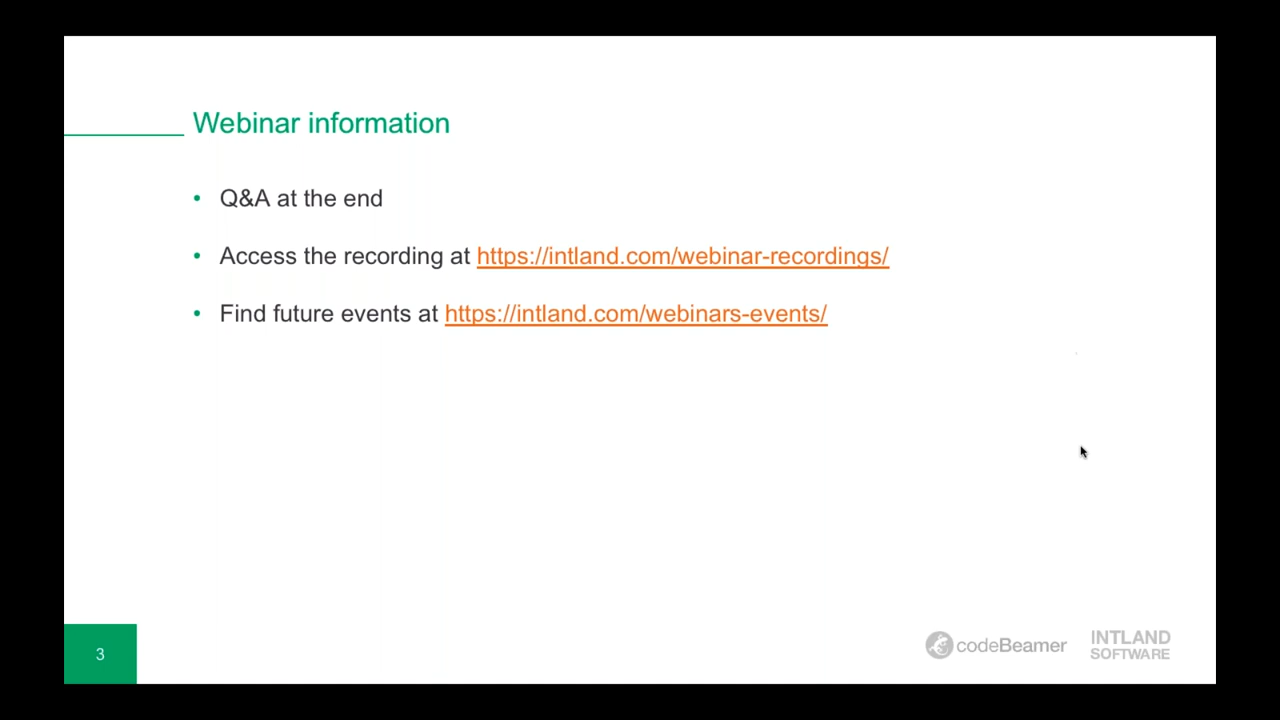 Webinar information
• Q&A at the end
• Access the recording at https://intland.com/webinar-recordings/
• Find future events at https://intland.com/webinars-events/
3
codeBeamer
INTLAND
SOFTWARE